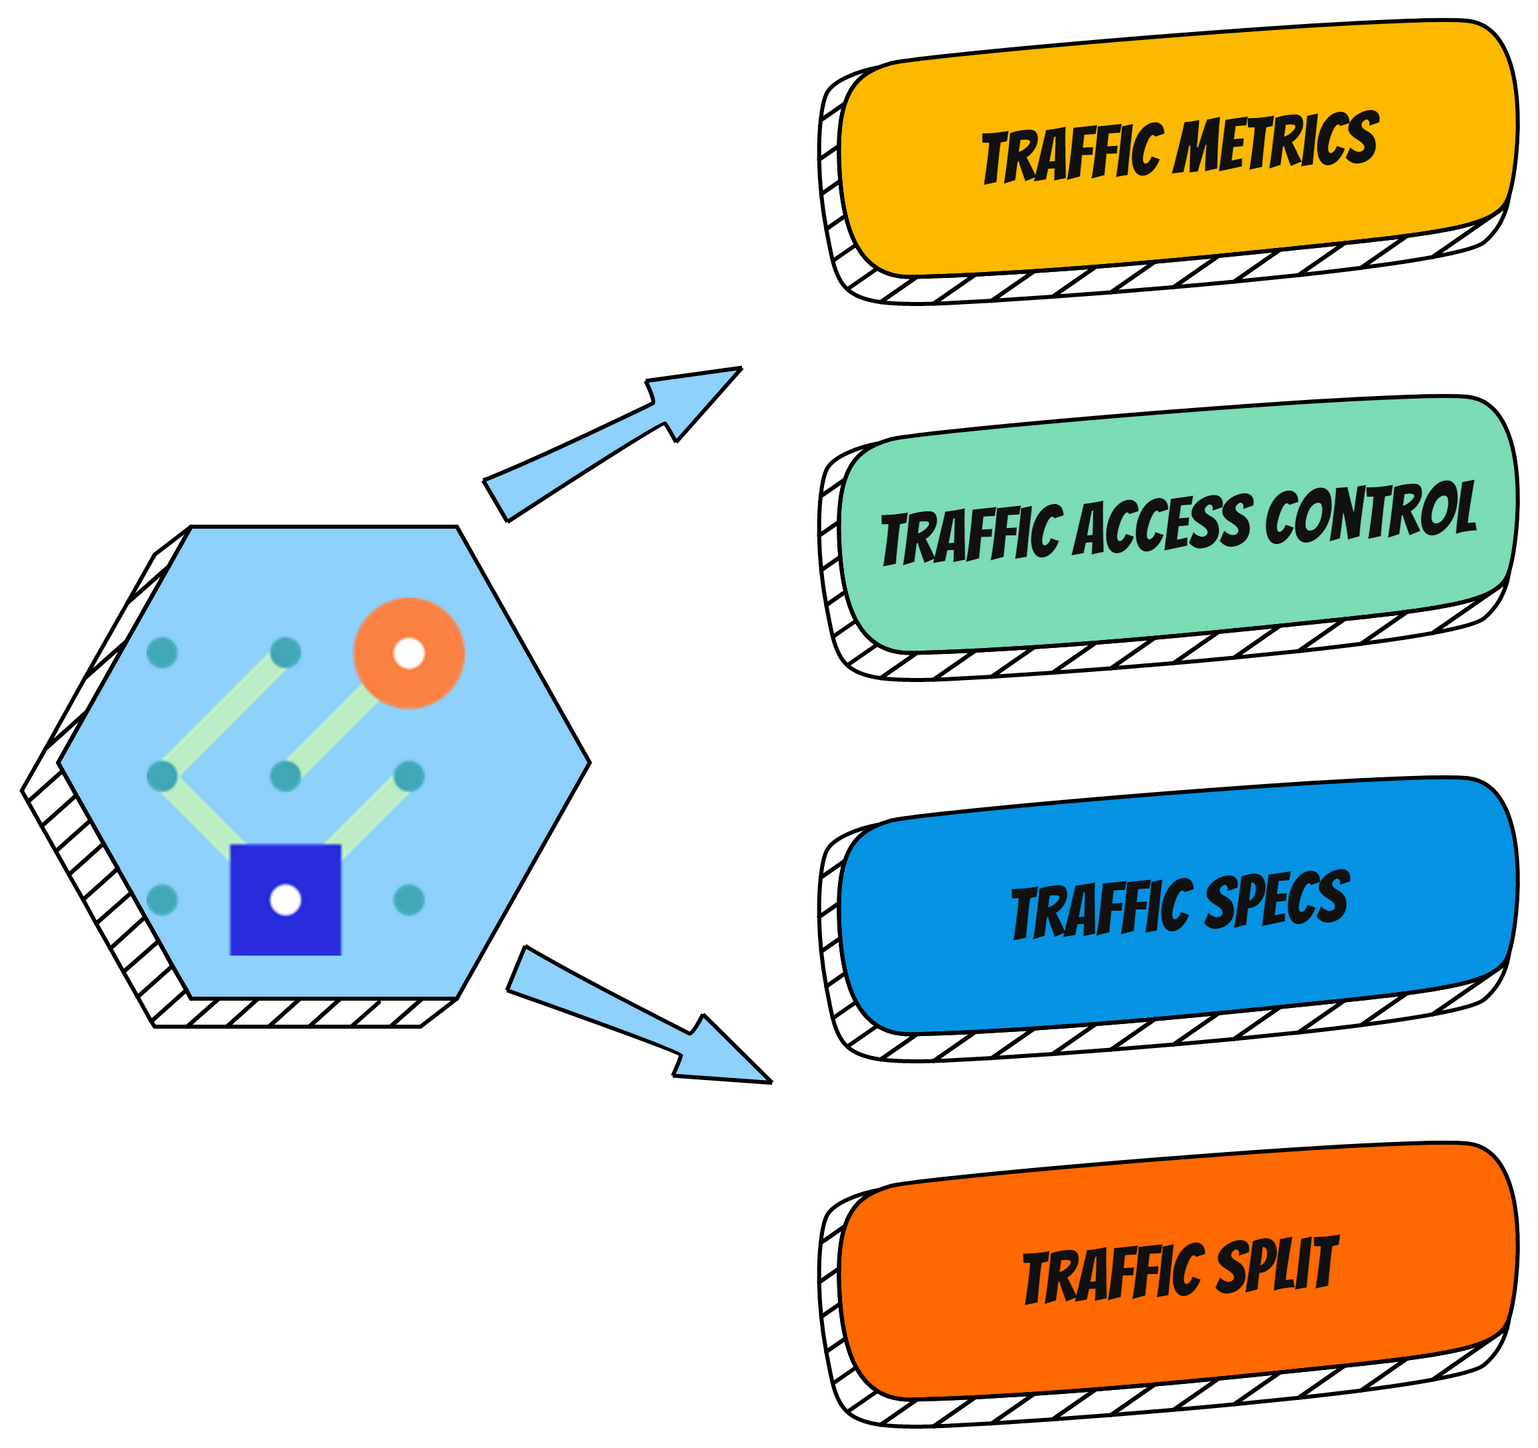 TRAFFIC METRICS
TRAFFIC ACCESS CONTROL
TRAFFIC SPECS
TRAFFIC SPLIT